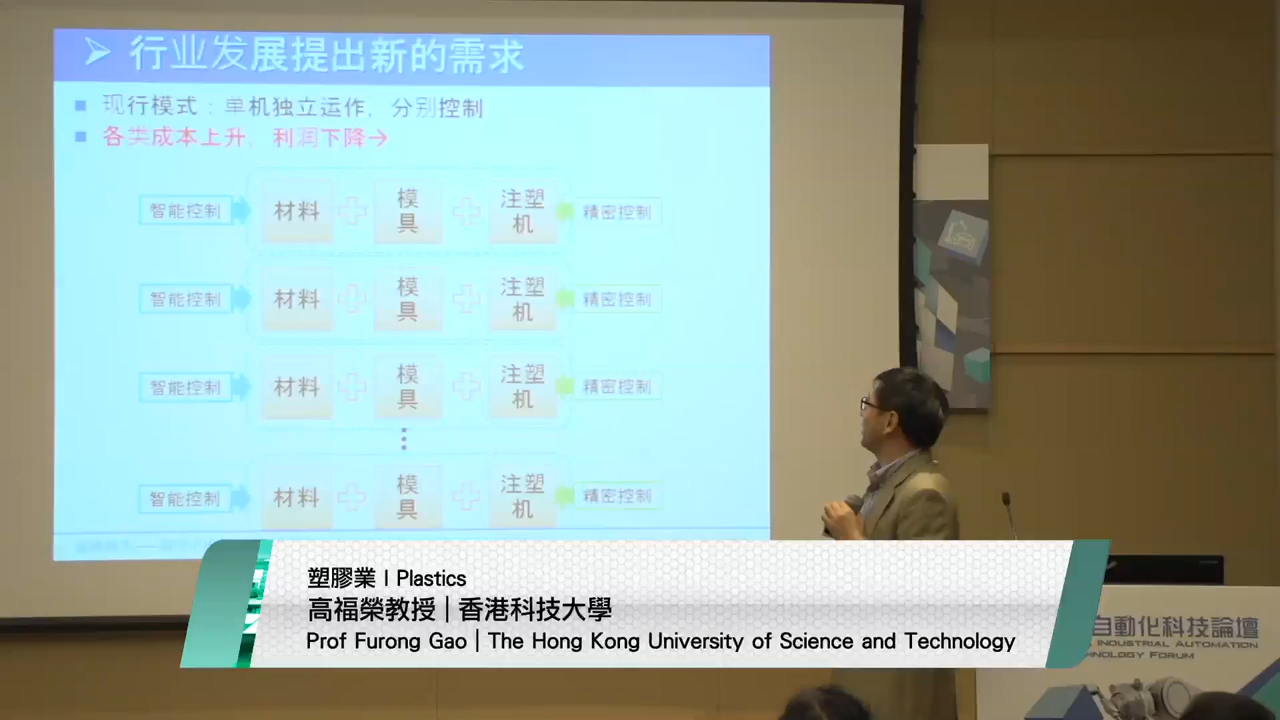 行业发展提出新的需求
现行模式：单机独立运作，分别控制
各类成本上升，利润下降→
智能控制 材料 模具 注塑机 精密控制
智能控制 材料 模具 注塑机 精密控制
智能控制 材料 模具 注塑机 精密控制
智能控制 材料 模具 注塑机 精密控制
塑膠業 | Plastics
高福榮教授 | 香港科技大學
Prof Furong Gao | The Hong Kong University of Science and Technology
自動化科技論壇
INDUSTRIAL AUTOMATION
FORUM